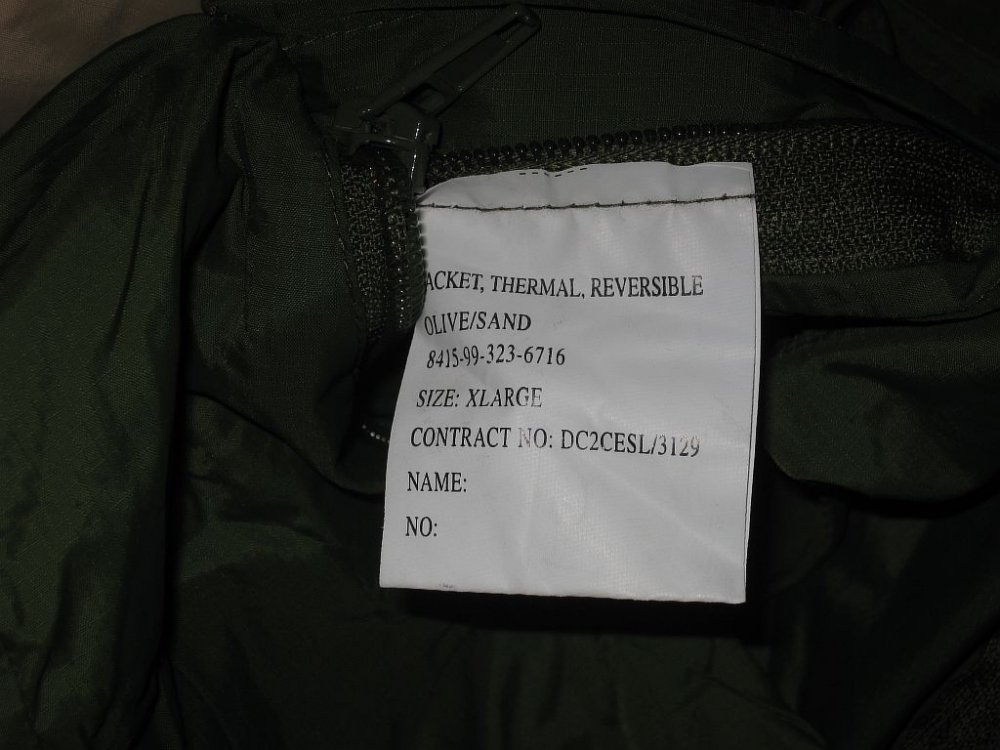 ACKET, THERMAL, REVERSIBLE
OLIVE/SAND
8415-99-323-6716
SIZE: XLARGE
CONTRACT NO: DC2CESL/3129
NAME:
NO: